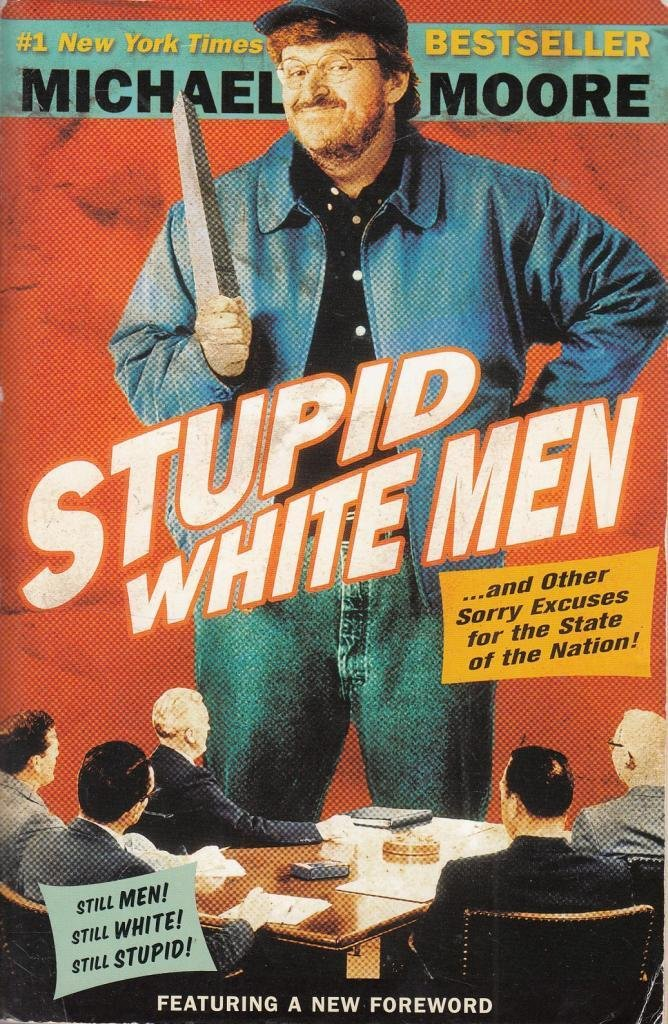 #1 New York Times BESTSELLER
MICHAEL MOORE
STUPID
WHITE MEN
...and Other
Sorry Excuses
for the State
of the Nation!
STILL MEN!
STILL WHITE!
STILL STUPID!
FEATURING A NEW FOREWORD